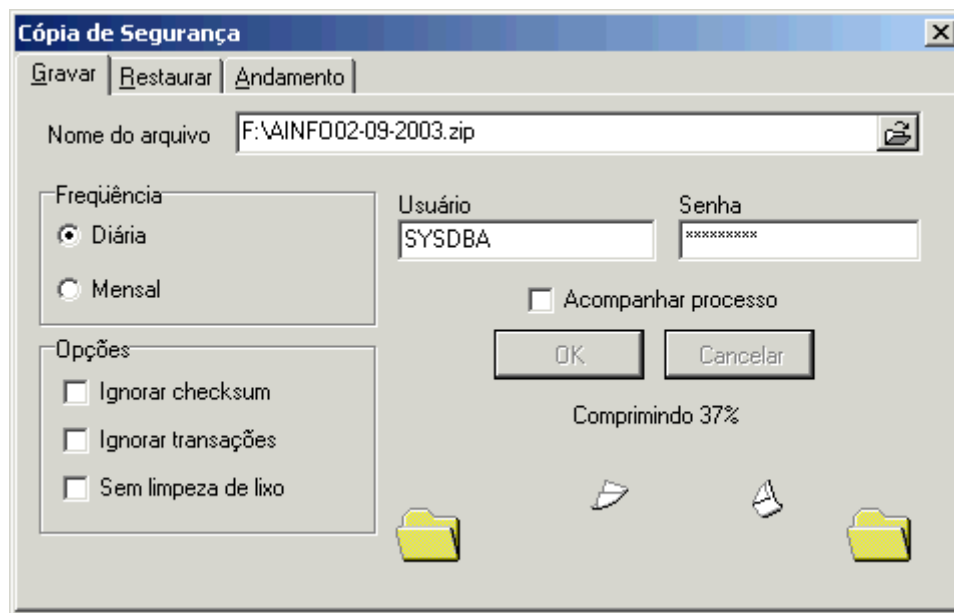 Cópia de Segurança
Gravar Restaurar Andamento
Nome do arquivo F:\AINFO02-09-2003.zip
Freqüência
Diária
Mensal
Usuário Senha
SYSDBA *********
Acompanhar processo
OK Cancelar
Comprimindo 37%
Opções
Ignorar checksum
Ignorar transações
Sem limpeza de lixo